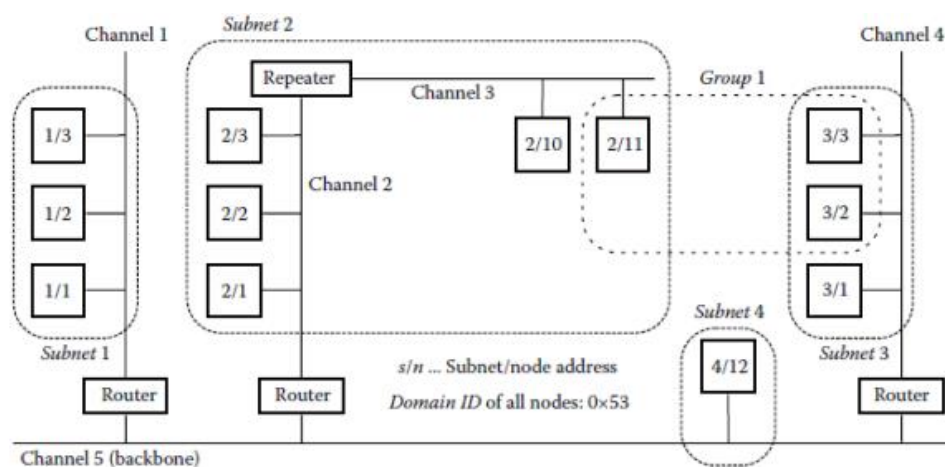 Channel 1
Subnet 2
Channel 4
Repeater
Channel 3
Group 1
1/3
2/3
2/10
2/11
3/3
Channel 2
1/2
2/2
3/2
1/1
2/1
3/1
Subnet 1
Subnet 4
Subnet 3
s/n ... Subnet/node address
4/12
Router
Router
Domain ID of all nodes: 0×53
Router
Channel 5 (backbone)